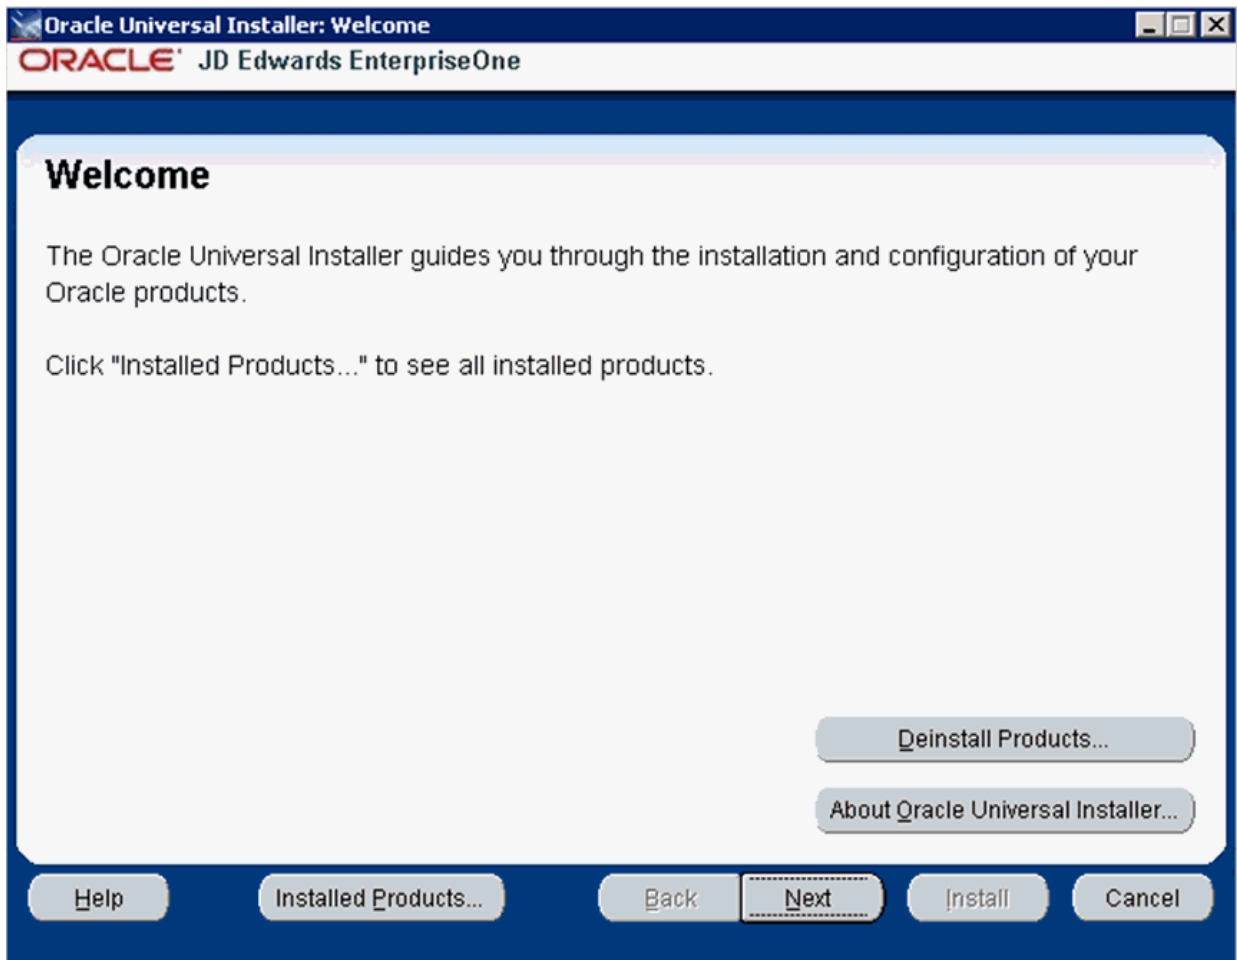 Oracle Universal Installer: Welcome
ORACLE JD Edwards EnterpriseOne
Welcome
The Oracle Universal Installer guides you through the installation and configuration of your
Oracle products.
Click "Installed Products..." to see all installed products.
Deinstall Products...
About Oracle Universal Installer...
Help Installed Products... Back Next Install Cancel